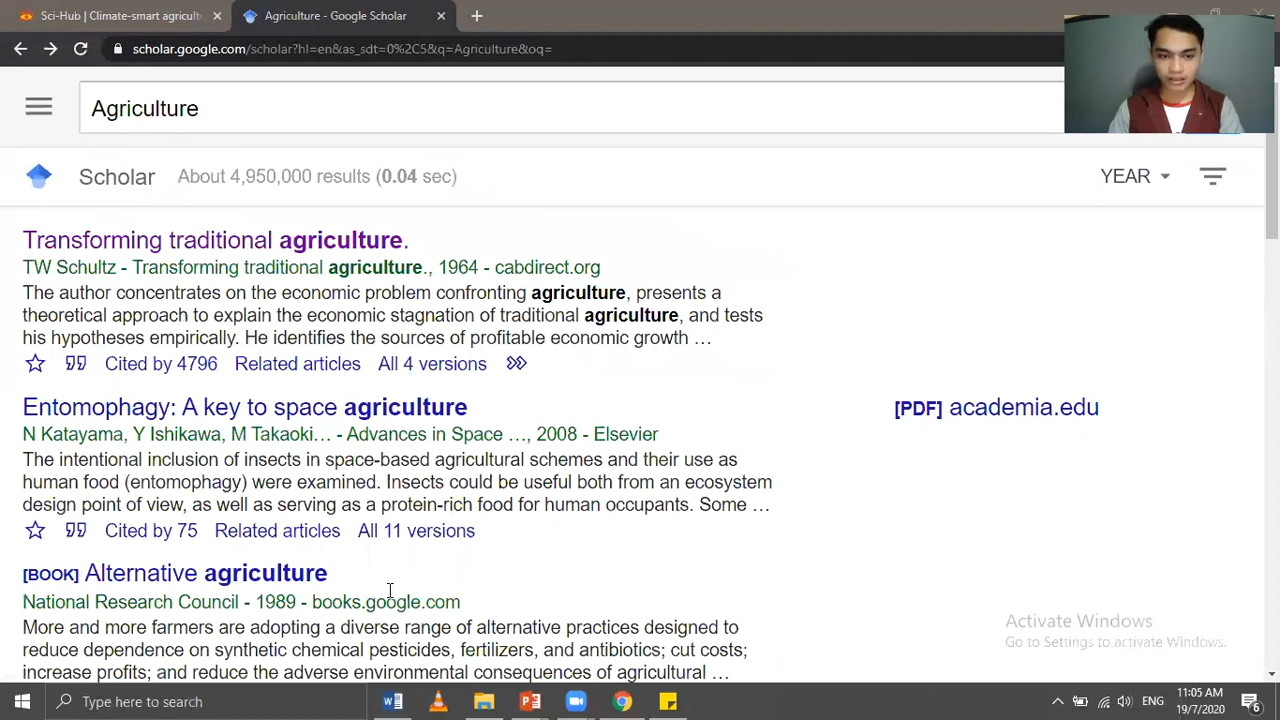 Sci-Hub | Climate-smart agricult
Agriculture - Google Scholar
scholar.google.com/scholar?hl=en&as_sdt=0%2C5&q=Agriculture&oq=
Agriculture
Scholar About 4,950,000 results (0.04 sec) YEAR
Transforming traditional agriculture.
TW Schultz - Transforming traditional agriculture., 1964 - cabdirect.org
The author concentrates on the economic problem confronting agriculture, presents a
theoretical approach to explain the economic stagnation of traditional agriculture, and tests
his hypotheses empirically. He identifies the sources of profitable economic growth …
Cited by 4796 Related articles All 4 versions
Entomophagy: A key to space agriculture [PDF] academia.edu
N Katayama, Y Ishikawa, M Takaoki… - Advances in Space …, 2008 - Elsevier
The intentional inclusion of insects in space-based agricultural schemes and their use as
human food (entomophagy) were examined. Insects could be useful both from an ecosystem
design point of view, as well as serving as a protein-rich food for human occupants. Some …
Cited by 75 Related articles All 11 versions
[BOOK] Alternative agriculture
National Research Council - 1989 - books.google.com
More and more farmers are adopting a diverse range of alternative practices designed to
reduce dependence on synthetic chemical pesticides, fertilizers, and antibiotics; cut costs;
increase profits; and reduce the adverse environmental consequences of agricultural …
Activate Windows
Go to Settings to activate Windows.
Type here to search
ENG
11:05 AM
19/7/2020
6